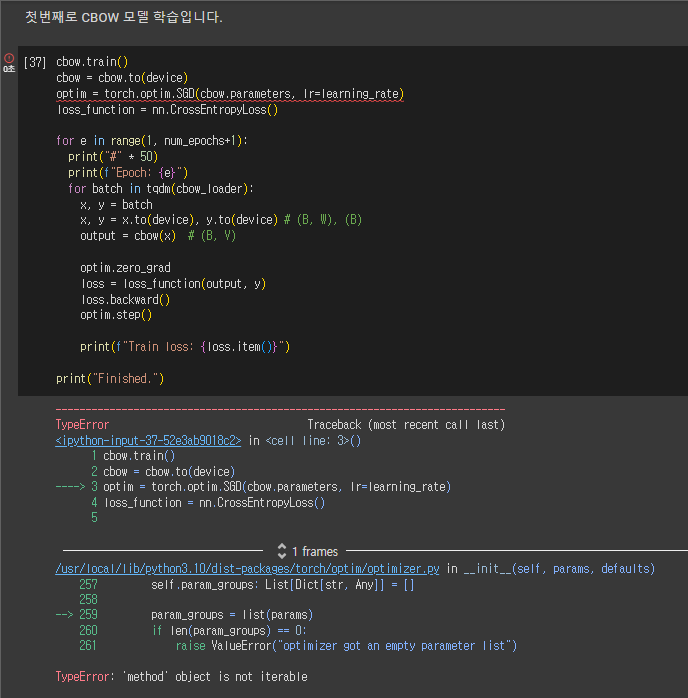 첫번째로 CBOW 모델 학습입니다.
0초
[37] cbow.train()
cbow = cbow.to(device)
optim = torch.optim.SGD(cbow.parameters, lr=learning_rate)
loss_function = nn.CrossEntropyLoss()
for e in range(1, num_epochs+1):
print("#" * 50)
print(f"Epoch: {e}")
for batch in tqdm(cbow_loader):
x, y = batch
x, y = x.to(device), y.to(device) # (B, W), (B)
output = cbow(x) # (B, V)
optim.zero_grad
loss = loss_function(output, y)
loss.backward()
optim.step()
print(f"Train loss: {loss.item()}")
print("Finished.")
---------------------------------------------------------------------------
TypeError Traceback (most recent call last)
<ipython-input-37-52e3ab9018c2> in <cell line: 3>()
1 cbow.train()
2 cbow = cbow.to(device)
----> 3 optim = torch.optim.SGD(cbow.parameters, lr=learning_rate)
4 loss_function = nn.CrossEntropyLoss()
5
1 frames
/usr/local/lib/python3.10/dist-packages/torch/optim/optimizer.py in __init__(self, params, defaults)
257 self.param_groups: List[Dict[str, Any]] = []
258
--> 259 param_groups = list(params)
260 if len(param_groups) == 0:
261 raise ValueError("optimizer got an empty parameter list")
TypeError: 'method' object is not iterable